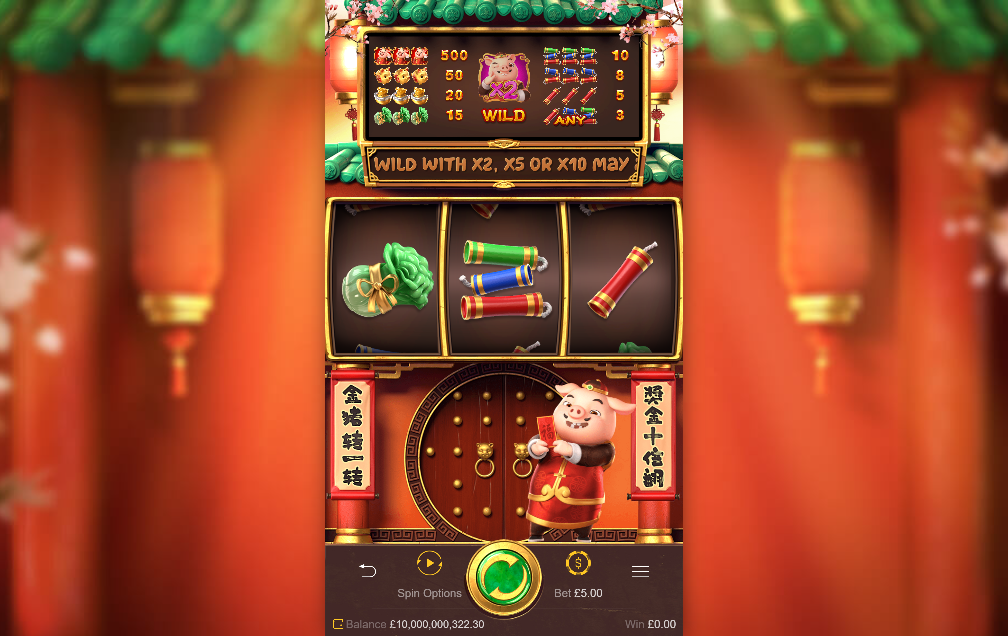 500
10
50
8
20
5
15
3
X2
WILD
ANY
WILD WITH X2, X5 OR X10 MAY
金猪转一转
奖金十倍翻
Spin Options
Bet £5.00
Balance £10,000,000,322.30
Win £0.00